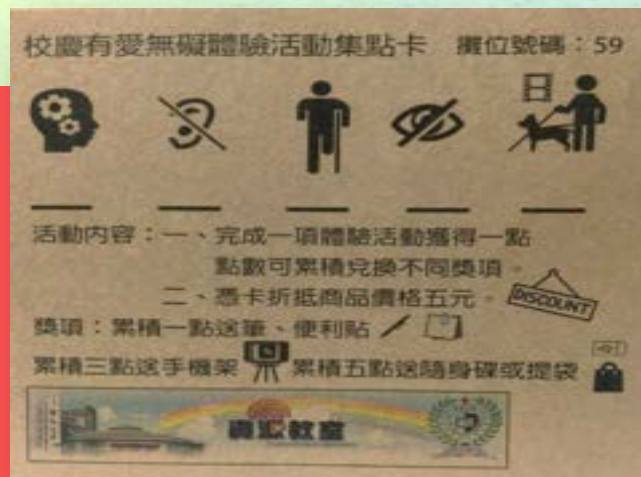 校慶有愛無礙體驗活動集點卡 攤位號碼：59
活動內容：一、完成一項體驗活動獲得一點
點數可累積兌換不同獎項。
二、憑卡折抵商品價格五元。
DISCOUNT
獎項：累積一點送筆、便利貼
累積三點送手機架 累積五點送隨身碟或提袋
資源教室